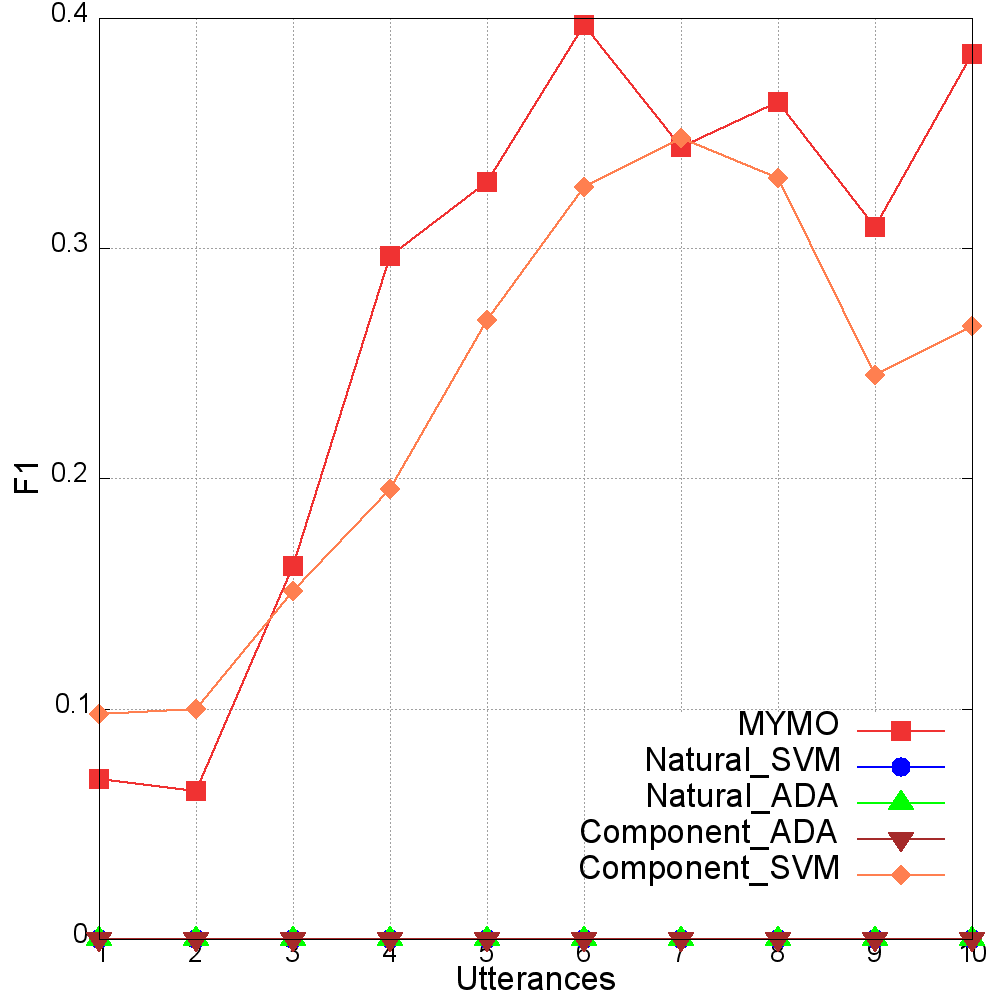 0.4
0.3
0.2
0.1
0
F1
MYMO
Natural_SVM
Natural_ADA
Component_ADA
Component_SVM
1 2 3 4 5 6 7 8 9 10
Utterances